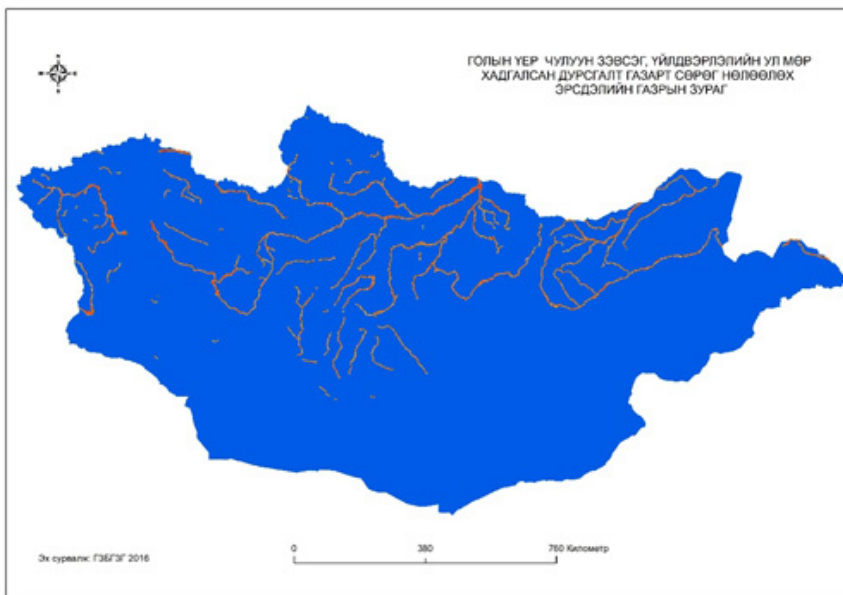 ГОЛЫН ҮЕР ЧУЛУУН ЗЭВСЭГ, ҮЙЛДВЭРЛЭЛИЙН УЛ МӨР
ХАДГАЛСАН ДУРСГАЛТ ГАЗАРТ СӨРӨГ НӨЛӨӨЛӨХ
ЭРСДЭЛИЙН ГАЗРЫН ЗУРАГ
0 380 760 Километр
Эх сурвалж: ГЗБГЗГ 2016